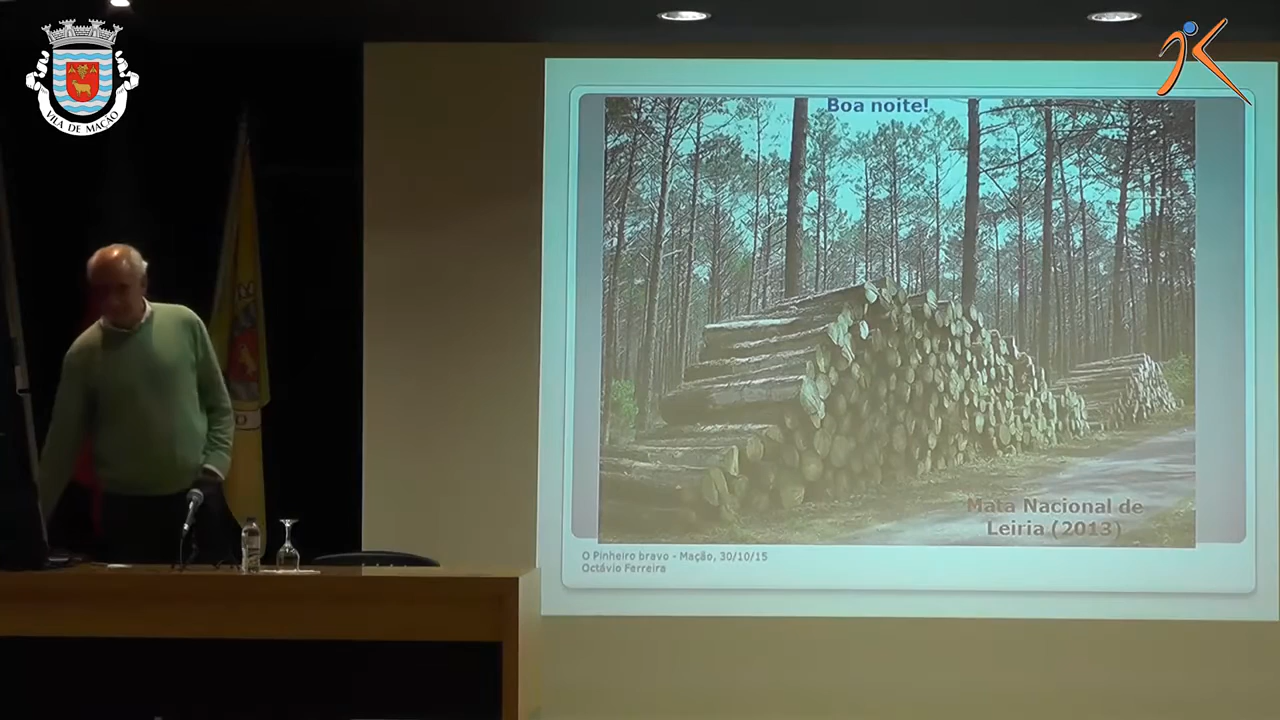 VILA DE MAÇÃO
Boa noite!
Mata Nacional de
Leiria (2013)
O Pinheiro bravo - Mação, 30/10/15
Octávio Ferreira